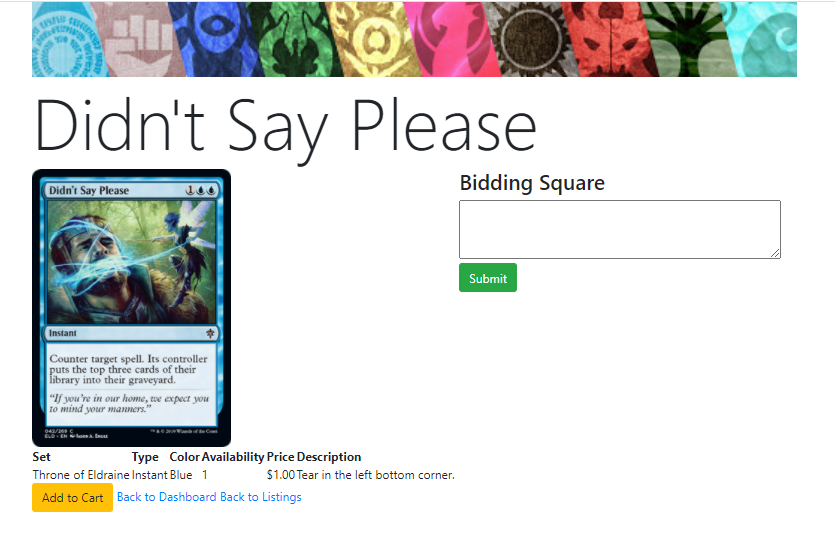 Didn't Say Please
Didn't Say Please 1
Instant
Counter target spell. Its controller
puts the top three cards of their
library into their graveyard.
"If you're in our home, we expect you
to mind your manners."
042/269 C
ELD • EN
™ & © 2019 Wizards of the Coast
Bidding Square
Submit
Set Type Color Availability Price Description
Throne of Eldraine Instant Blue 1 $1.00 Tear in the left bottom corner.
Add to Cart Back to Dashboard Back to Listings